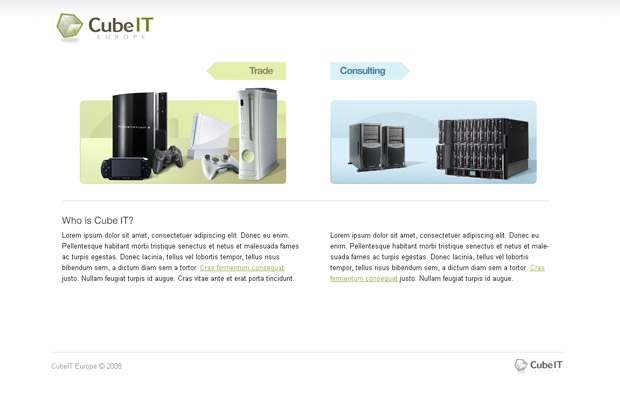 CubeIT
EUROPE
Trade
Consulting
Who is Cube IT?
Lorem ipsum dolor sit amet, consectetuer adipiscing elit. Donec eu enim.
Pellentesque habitant morbi tristique senectus et netus et malesuada fames
ac turpis egestas. Donec lacinia, tellus vel lobortis tempor, tellus risus
bibendum sem, a dictum diam sem a tortor. Cras fermentum consequat
justo. Nullam feugiat turpis id augue. Cras vitae ante et erat porta tincidunt.
Lorem ipsum dolor sit amet, consectetuer adipiscing elit. Donec eu enim.
Pellentesque habitant morbi tristique senectus et netus et male-
suada fames ac turpis egestas. Donec lacinia, tellus vel lobortis
tempor, tellus risus bibendum sem, a dictum diam sem a tortor. Cras
fermentum consequat justo. Nullam feugiat turpis id augue.
CubeIT Europe © 2008
CubeIT